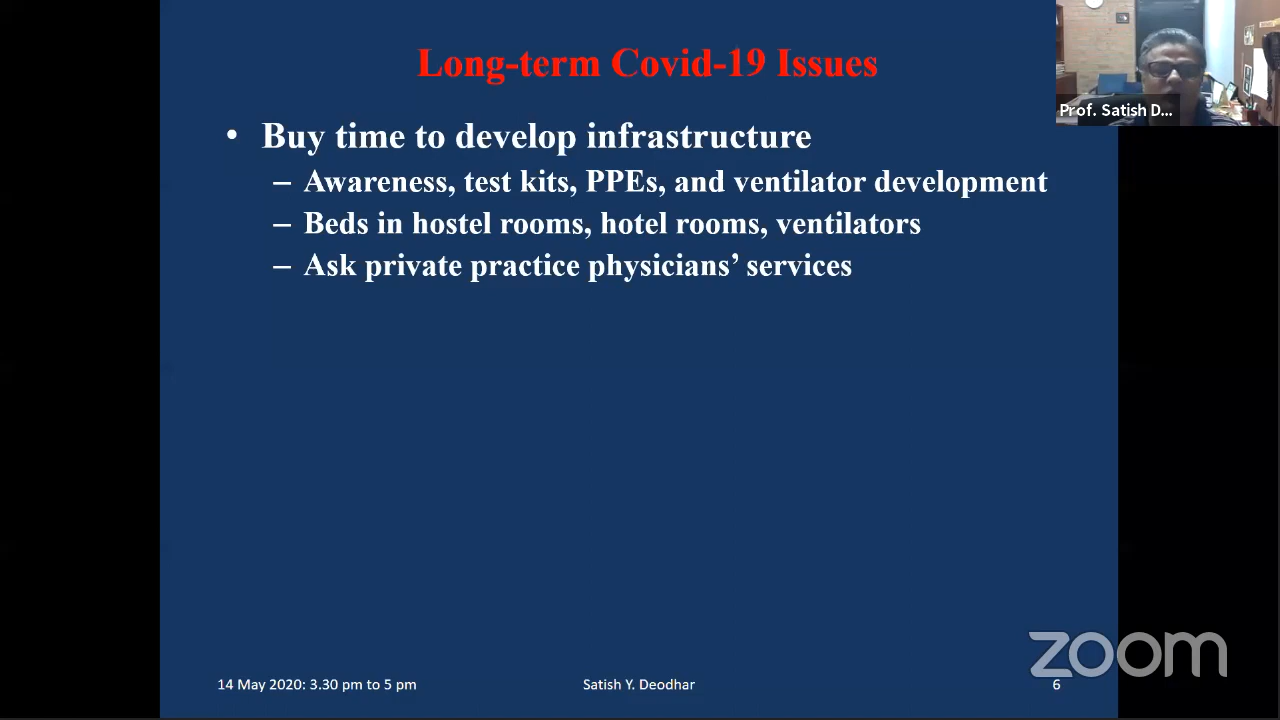 Long-term Covid-19 Issues
Prof. Satish D...
• Buy time to develop infrastructure
– Awareness, test kits, PPEs, and ventilator development
– Beds in hostel rooms, hotel rooms, ventilators
– Ask private practice physicians’ services
zoom
14 May 2020: 3.30 pm to 5 pm
Satish Y. Deodhar
6